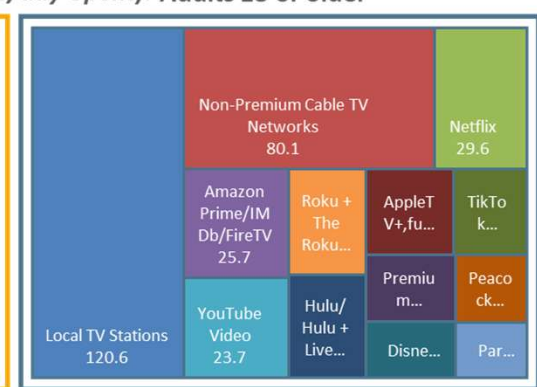 Adults 25 or Older
Non-Premium Cable TV
Networks
80.1
Netflix
29.6
Amazon
Prime/IM
Db/FireTV
25.7
Roku +
The
Roku...
AppleT
V+,fu...
TikTo
k...
Premiu
m...
Peaco
ck...
YouTube
Video
23.7
Hulu/
Hulu +
Live...
Disne...
Par...
Local TV Stations
120.6